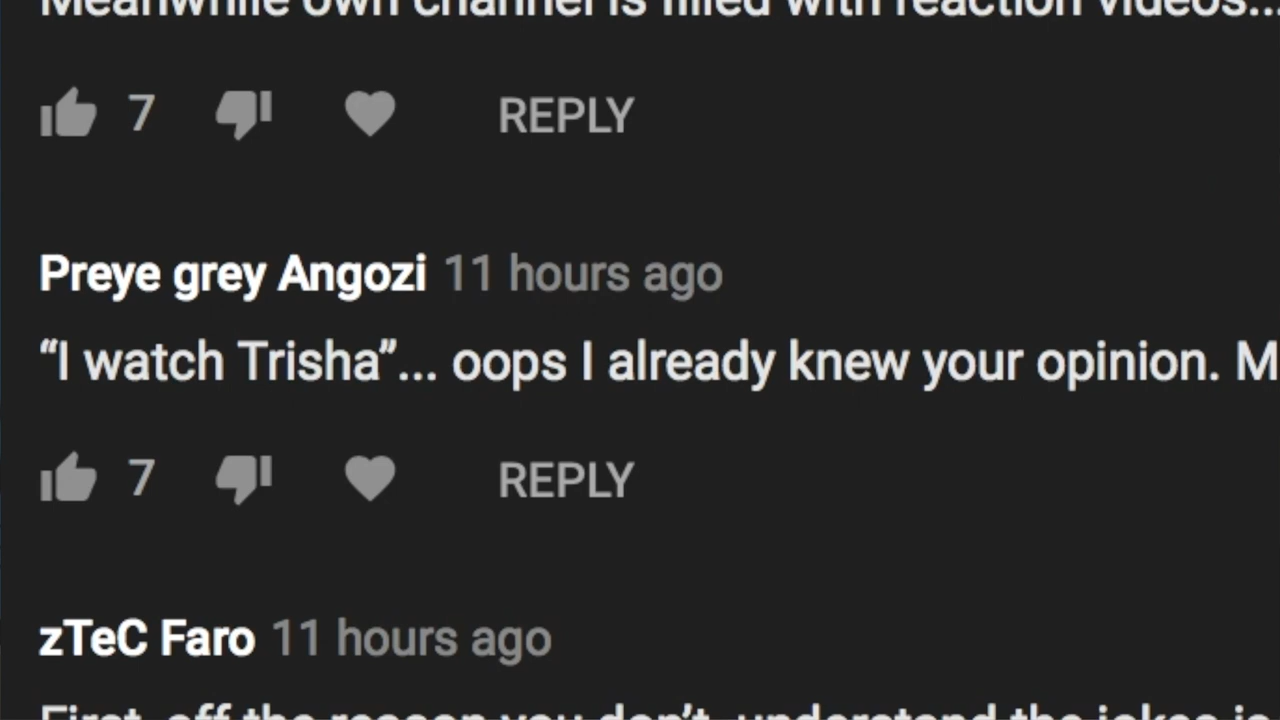 Meanwhile own channel is filled with reaction videos...
7 REPLY
Preye grey Angozi 11 hours ago
“I watch Trisha”... oops I already knew your opinion. M
7 REPLY
zTeC Faro 11 hours ago
First, off the reason you don’t, understand the jokes is